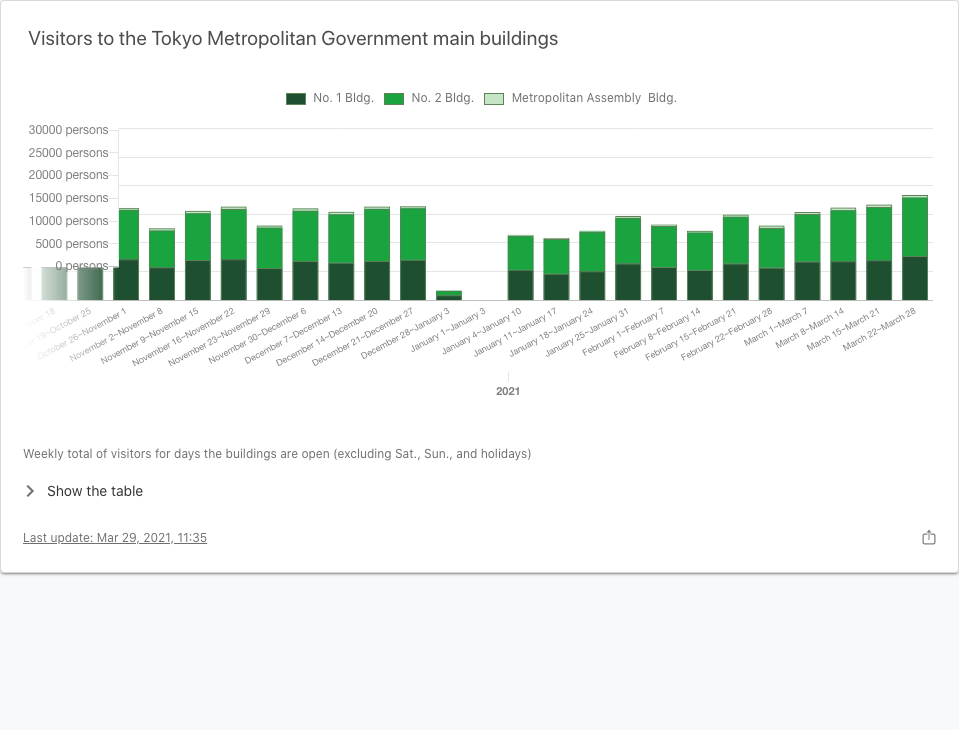 Visitors to the Tokyo Metropolitan Government main buildings
No. 1 Bldg. No. 2 Bldg. Metropolitan Assembly Bldg.
30000 persons
25000 persons
20000 persons
15000 persons
10000 persons
5000 persons
0 persons
October 25
October 26~November 1
November 2~November 8
November 9~November 15
November 16~November 22
November 23~November 29
November 30~December 6
December 7~December 13
December 14~December 20
December 21~December 27
December 28~January 3
January 1~January 3
January 4~January 10
January 11~January 17
January 18~January 24
January 25~January 31
February 1~February 7
February 8~February 14
February 15~February 21
February 22~February 28
March 1~March 7
March 8~March 14
March 15~March 21
March 22~March 28
2021
Weekly total of visitors for days the buildings are open (excluding Sat., Sun., and holidays)
Show the table
Last update: Mar 29, 2021, 11:35